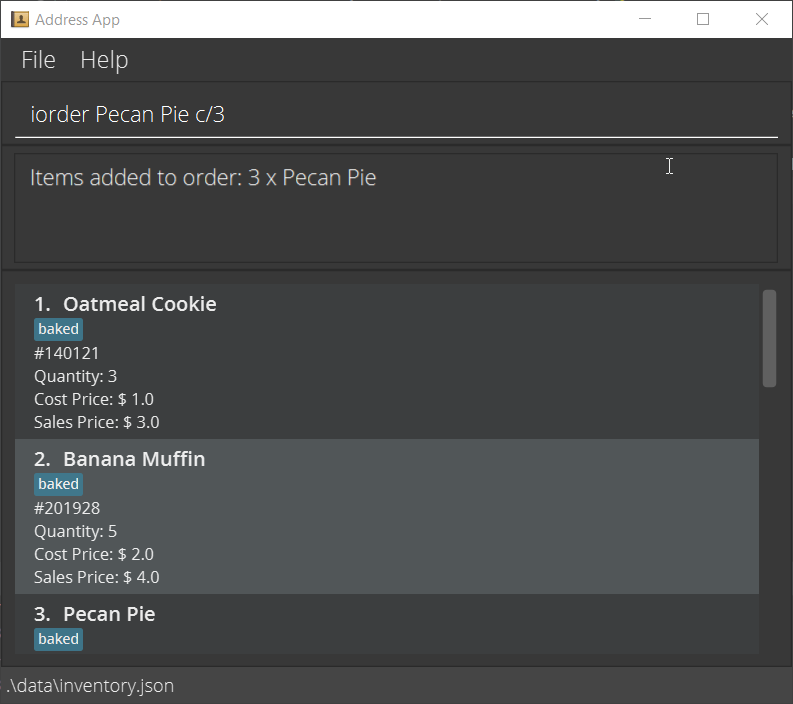 Address App
File Help
iorder Pecan Pie c/3
Items added to order: 3 x Pecan Pie
1. Oatmeal Cookie
baked
#140121
Quantity: 3
Cost Price: $ 1.0
Sales Price: $ 3.0
2. Banana Muffin
baked
#201928
Quantity: 5
Cost Price: $ 2.0
Sales Price: $ 4.0
3. Pecan Pie
baked
.\data\inventory.json